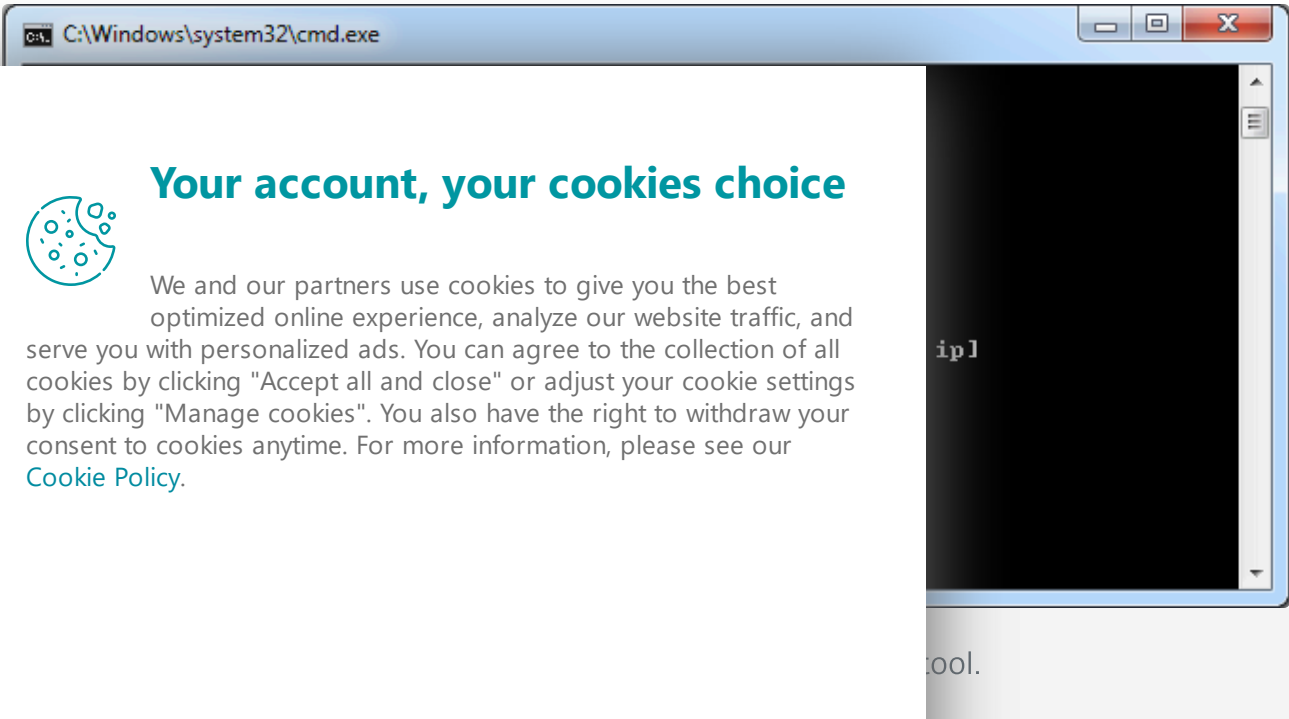 C:\Windows\system32\cmd.exe
Your account, your cookies choice
We and our partners use cookies to give you the best
optimized online experience, analyze our website traffic, and
serve you with personalized ads. You can agree to the collection of all
ip]
cookies by clicking "Accept all and close" or adjust your cookie settings
by clicking "Manage cookies". You also have the right to withdraw your
consent to cookies anytime. For more information, please see our
Cookie Policy.
tool.